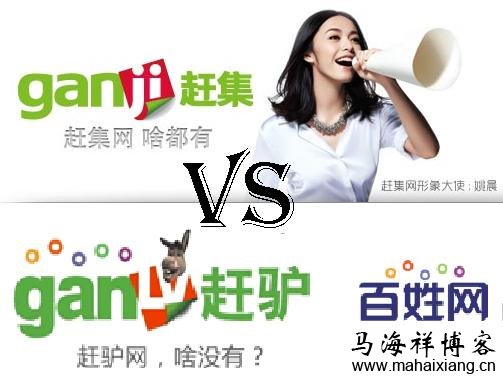 ganji 赶集
赶集网 啥都有
赶集网形象大使:姚晨
VS
ganlv 赶驴
赶驴网,啥没有?
百姓网
马海祥博客
www.mahaixiang.cn